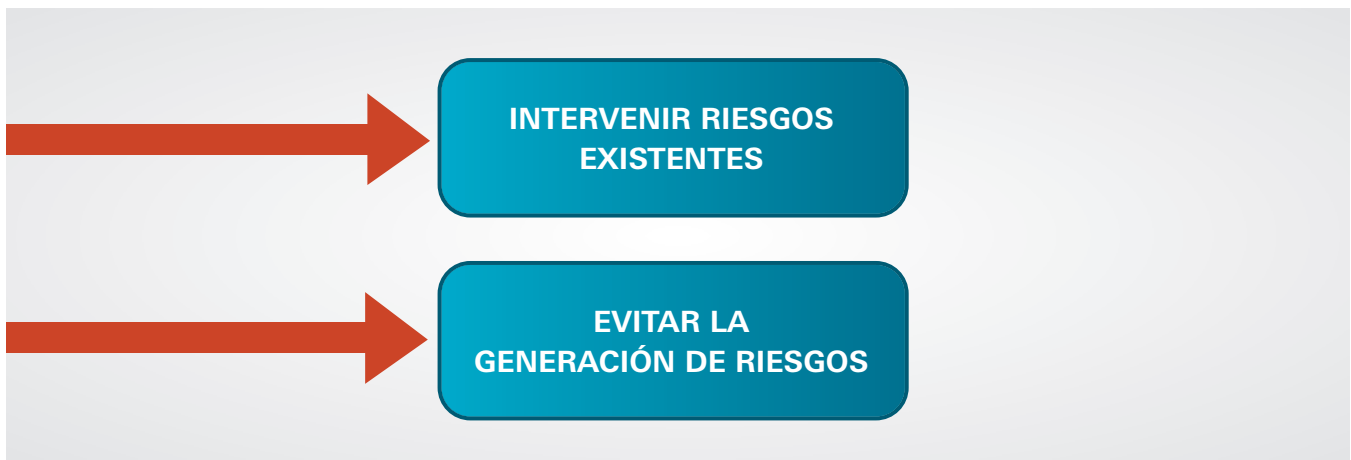 INTERVENIR RIESGOS
EXISTENTES
EVITAR LA
GENERACIÓN DE RIESGOS